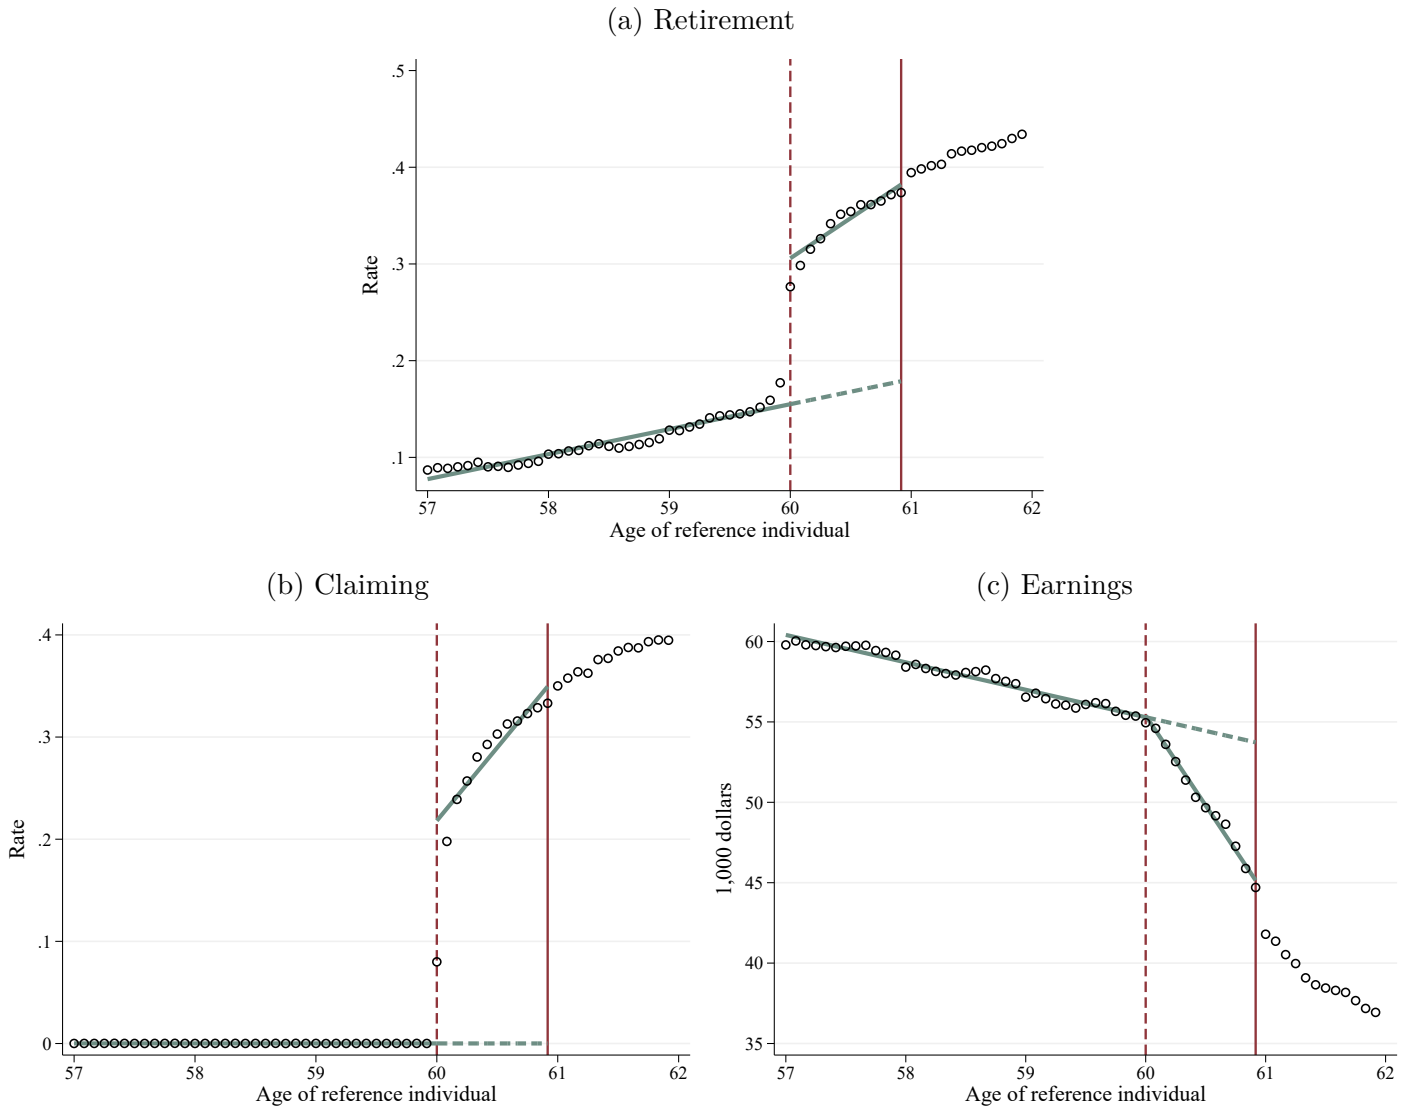 (a) Retirement
.5
.4
.3
.2
.1
Rate
57 58 59 60 61 62
Age of reference individual
(b) Claiming
.4
.3
.2
.1
0
Rate
57 58 59 60 61 62
Age of reference individual
(c) Earnings
60
55
50
45
40
35
1,000 dollars
57 58 59 60 61 62
Age of reference individual